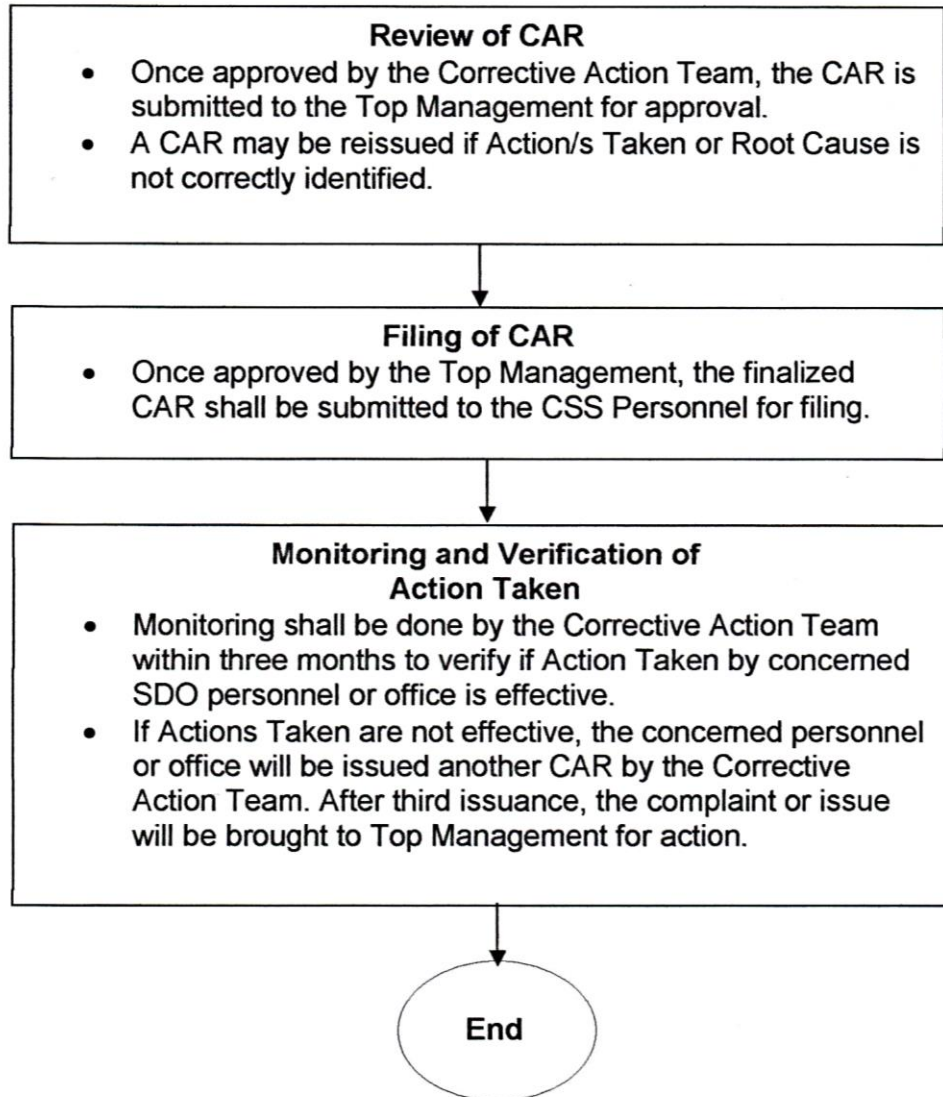 Review of CAR
• Once approved by the Corrective Action Team, the CAR is
submitted to the Top Management for approval.
• A CAR may be reissued if Action/s Taken or Root Cause is
not correctly identified.
Filing of CAR
• Once approved by the Top Management, the finalized
CAR shall be submitted to the CSS Personnel for filing.
Monitoring and Verification of
Action Taken
• Monitoring shall be done by the Corrective Action Team
within three months to verify if Action Taken by concerned
SDO personnel or office is effective.
• If Actions Taken are not effective, the concerned personnel
or office will be issued another CAR by the Corrective
Action Team. After third issuance, the complaint or issue
will be brought to Top Management for action.
End